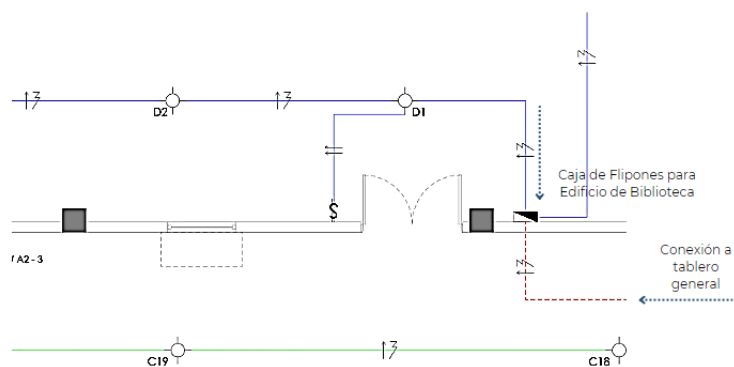 D2
D1
Caja de Flipones para
Edificio de Biblioteca
$
Conexión a
tablero
general
A2 - 3
C19
C18